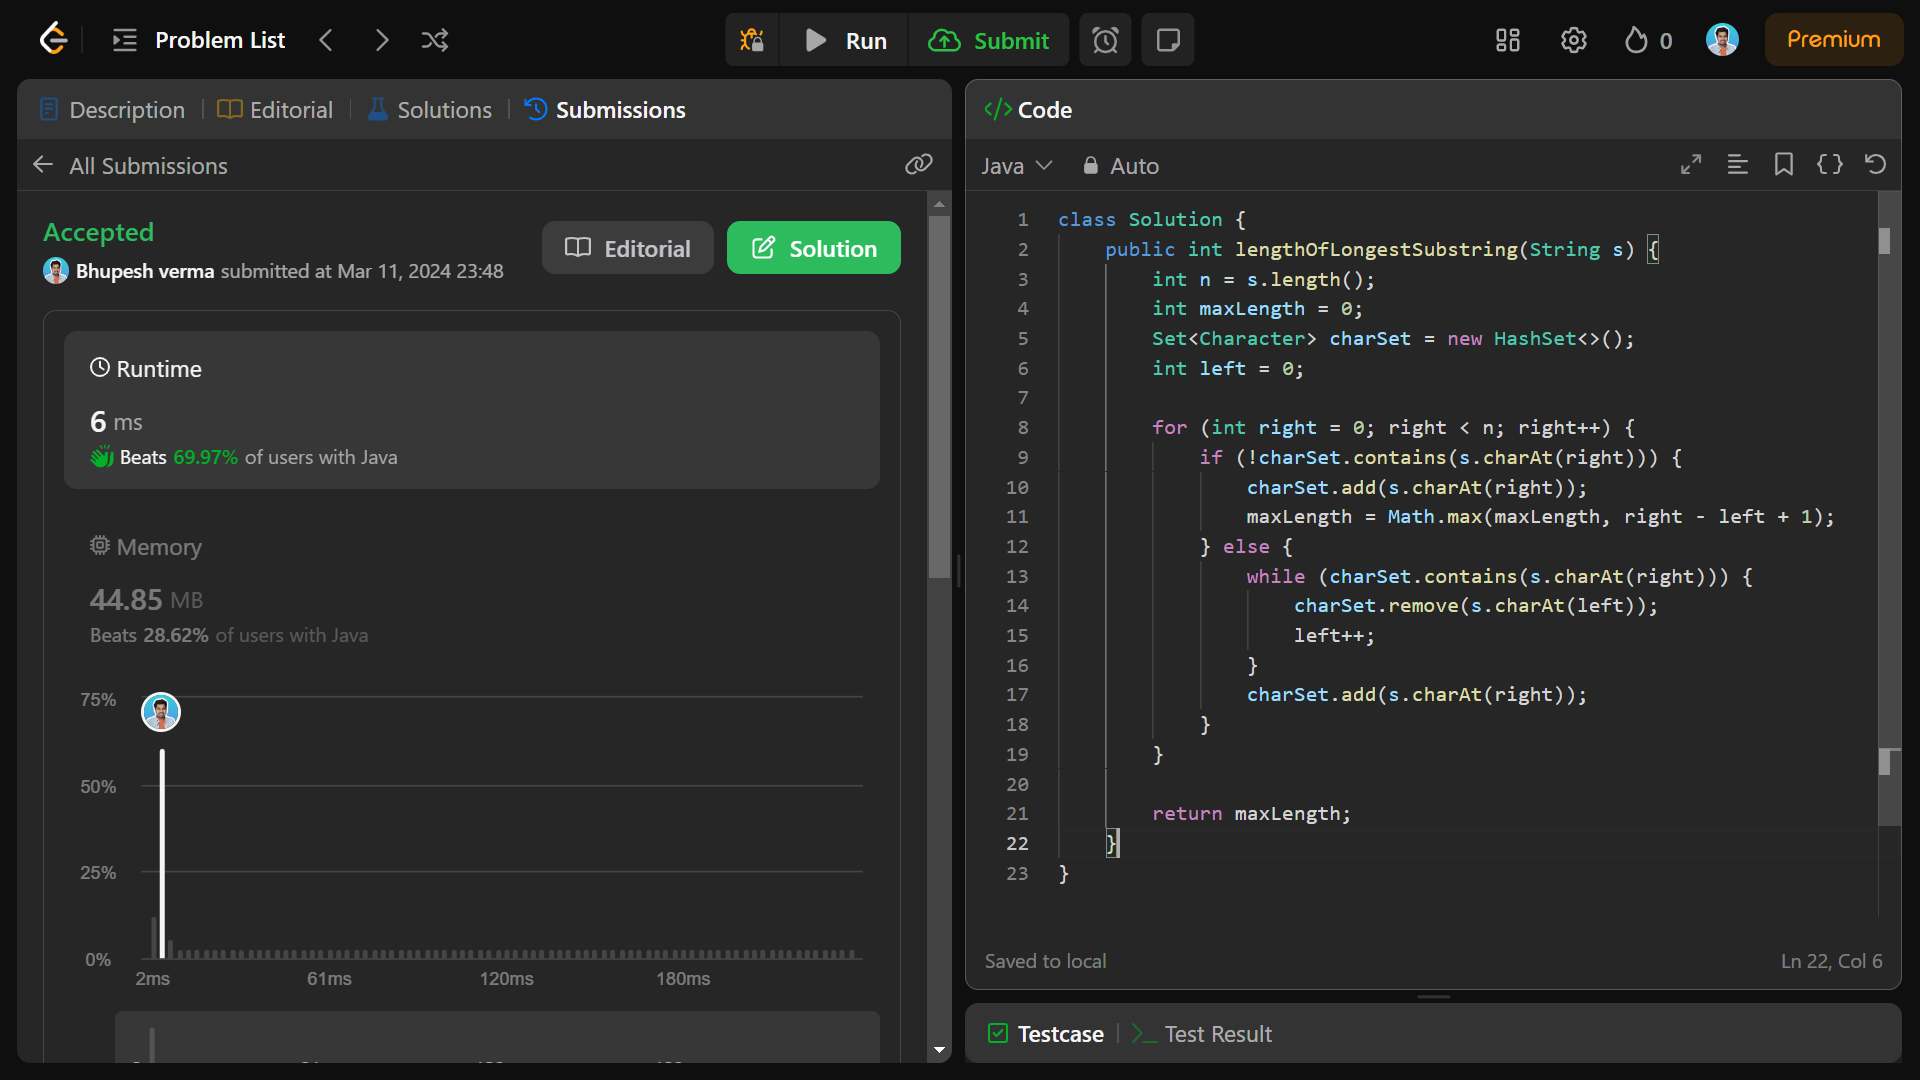 Problem List
Run
Submit
0
Premium
Description
Editorial
Solutions
Submissions
All Submissions
Accepted
Bhupesh verma submitted at Mar 11, 2024 23:48
Editorial
Solution
Runtime
6 ms
Beats 69.97% of users with Java
Memory
44.85 MB
Beats 28.62% of users with Java
75%
50%
25%
0%
2ms 61ms 120ms 180ms
</> Code
Java
Auto
1 class Solution {
2 public int lengthOfLongestSubstring(String s) {
3 int n = s.length();
4 int maxLength = 0;
5 Set<Character> charSet = new HashSet<>();
6 int left = 0;
7
8 for (int right = 0; right < n; right++) {
9 if (!charSet.contains(s.charAt(right))) {
10 charSet.add(s.charAt(right));
11 maxLength = Math.max(maxLength, right - left + 1);
12 } else {
13 while (charSet.contains(s.charAt(right))) {
14 charSet.remove(s.charAt(left));
15 left++;
16 }
17 charSet.add(s.charAt(right));
18 }
19 }
20
21 return maxLength;
22 }
23 }
Saved to local
Ln 22, Col 6
Testcase
Test Result